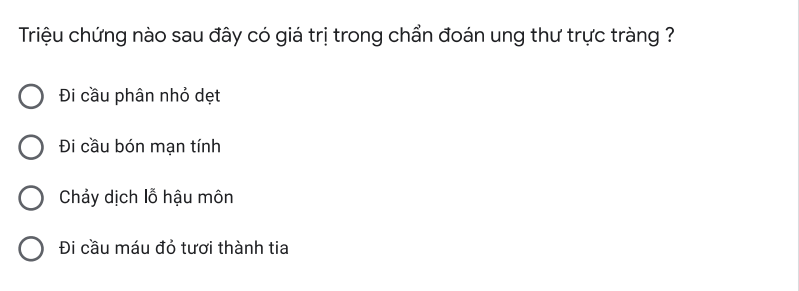 Triệu chứng nào sau đây có giá trị trong chẩn đoán ung thư trực tràng ?
Đi cầu phân nhỏ dẹt
Đi cầu bón mạn tính
Chảy dịch lỗ hậu môn
Đi cầu máu đỏ tươi thành tia